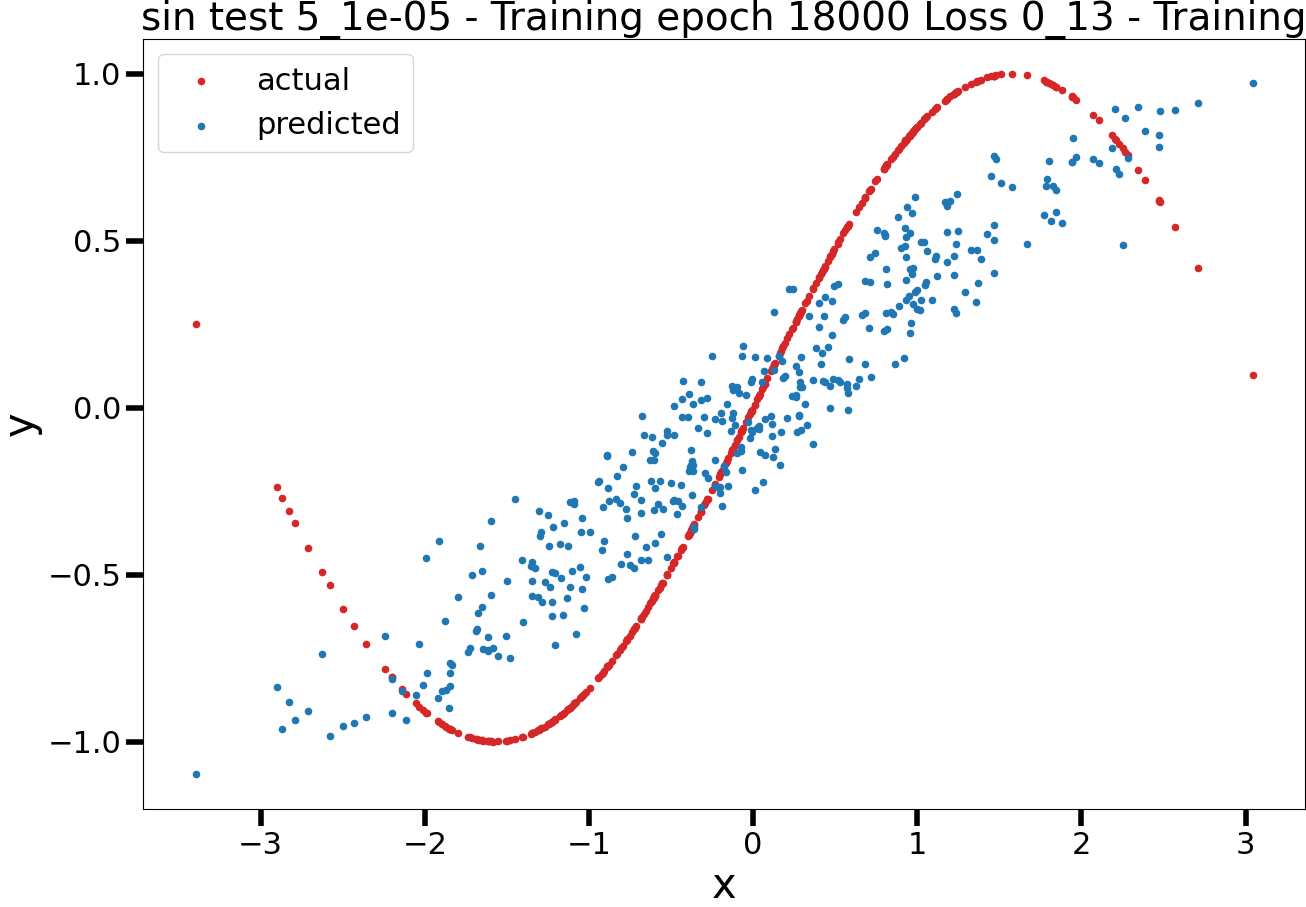 sin test 5_1e-05 - Training epoch 18000 Loss 0_13 - Training
actual
predicted
1.0
0.5
0.0
−0.5
−1.0
y
−3 −2 −1 0 1 2 3
x